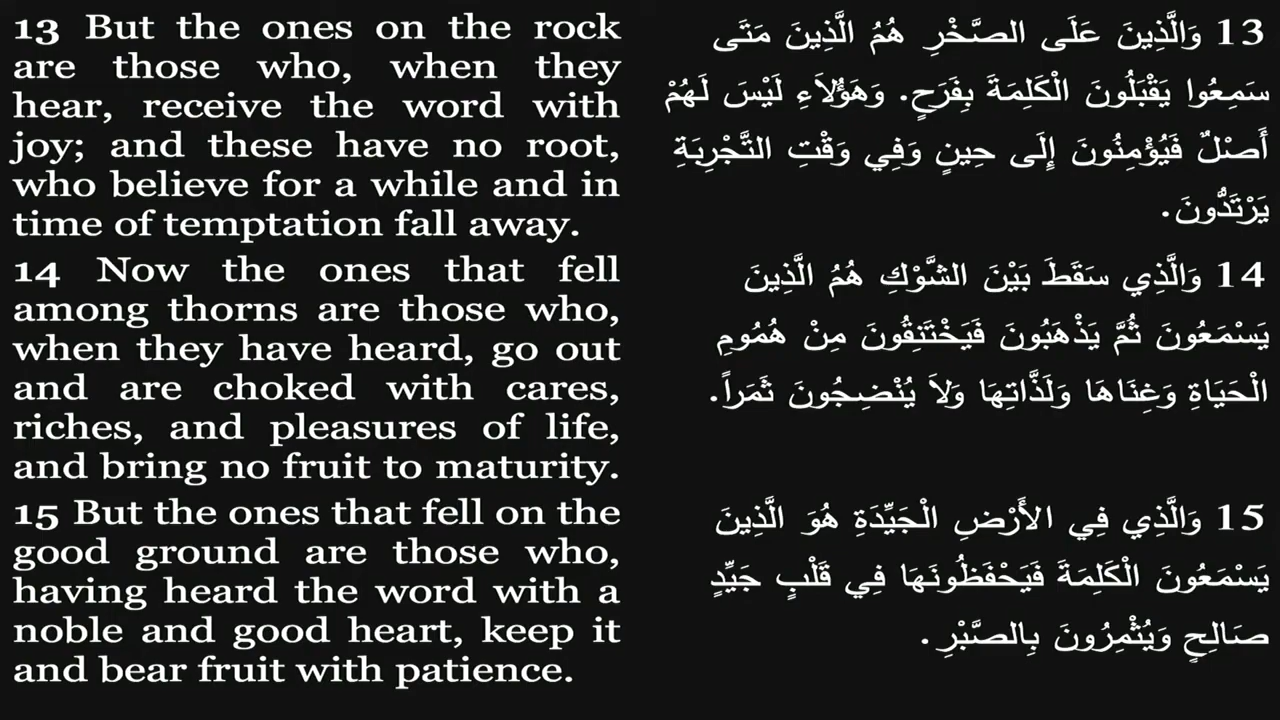 13 But the ones on the rock
are those who, when they
hear, receive the word with
joy; and these have no root,
who believe for a while and in
time of temptation fall away.
14 Now the ones that fell
among thorns are those who,
when they have heard, go out
and are choked with cares,
riches, and pleasures of life,
and bring no fruit to maturity.
15 But the ones that fell on the
good ground are those who,
having heard the word with a
noble and good heart, keep it
and bear fruit with patience.
13 وَالَّذِينَ عَلَى الصَّخْرِ هُمُ الَّذِينَ مَتَى
سَمِعُوا يَقْبَلُونَ الْكَلِمَةَ بِفَرَحٍ. وَهَؤُلاَءِ لَيْسَ لَهُمْ
أَصْلٌ فَيُؤْمِنُونَ إِلَى حِينٍ وَفِي وَقْتِ التَّجْرِبَةِ
يَرْتَدُّونَ.
14 وَالَّذِي سَقَطَ بَيْنَ الشَّوْكِ هُمُ الَّذِينَ
يَسْمَعُونَ ثُمَّ يَذْهَبُونَ فَيَخْتَنِقُونَ مِنْ هُمُومِ
الْحَيَاةِ وَغِنَاهَا وَلَذَّاتِهَا وَلاَ يُنْضِجُونَ ثَمَراً.
15 وَالَّذِي فِي الأَرْضِ الْجَيِّدَةِ هُوَ الَّذِينَ
يَسْمَعُونَ الْكَلِمَةَ فَيَحْفَظُونَهَا فِي قَلْبٍ جَيِّدٍ
صَالِحٍ وَيُثْمِرُونَ بِالصَّبْرِ.